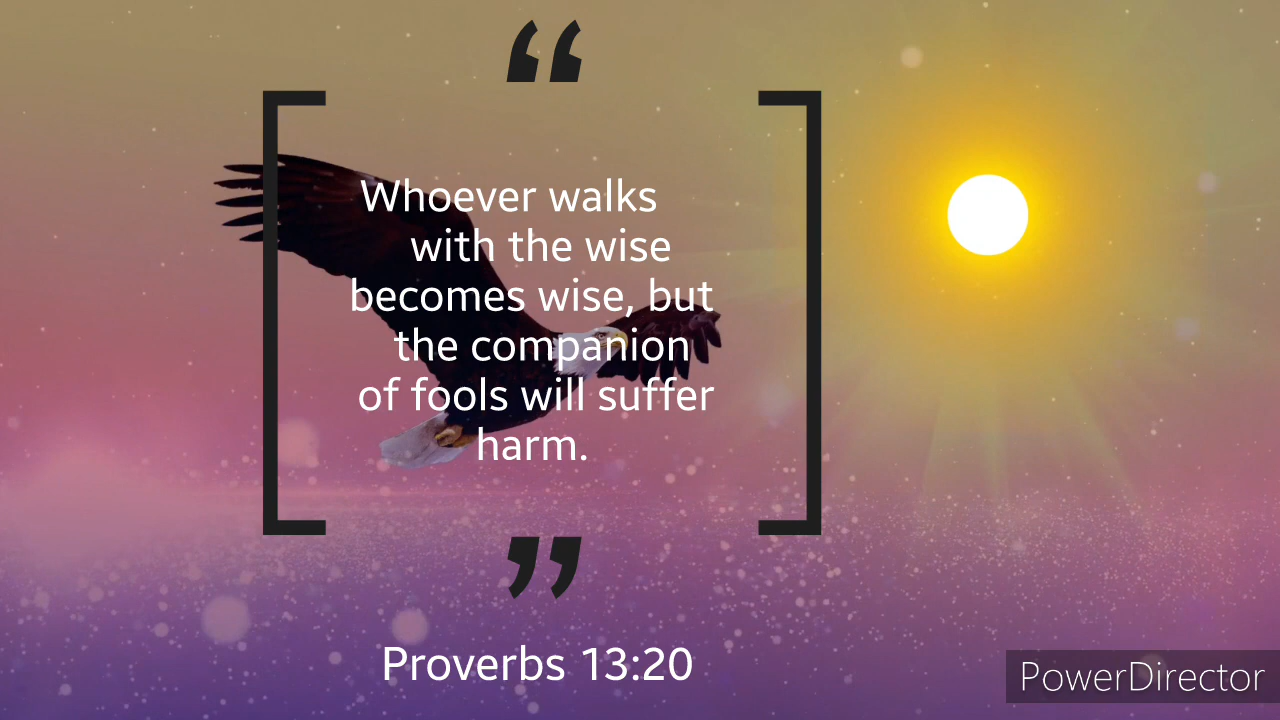 “
Whoever walks
with the wise
becomes wise, but
the companion
of fools will suffer
harm.
”
Proverbs 13:20
PowerDirector